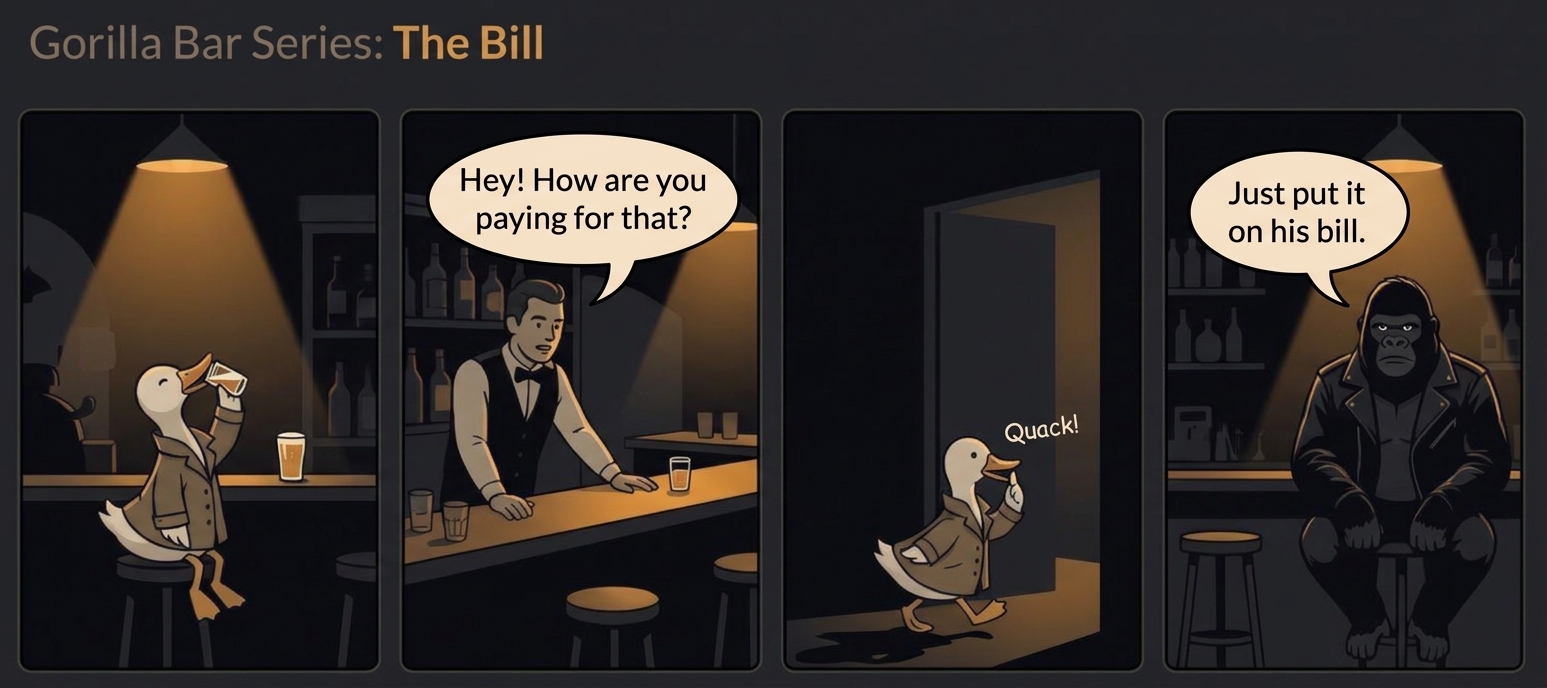 Gorilla Bar Series: The Bill
Hey! How are you
paying for that?
Quack!
Just put it
on his bill.